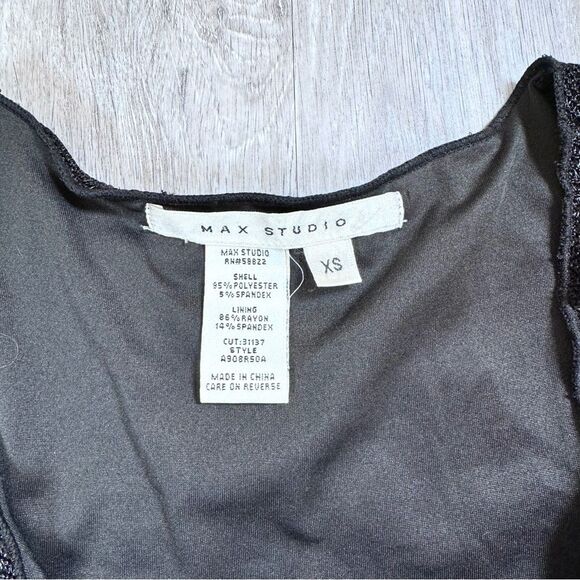 MAX STUDIO
XS
MAX STUDIO
RN#58822
SHELL
95%POLYESTER
5%SPANDEX
LINING
86%RAYON
14%SPANDEX
CUT:31137
STYLE
A908R50A
MADE IN CHINA
CARE ON REVERSE